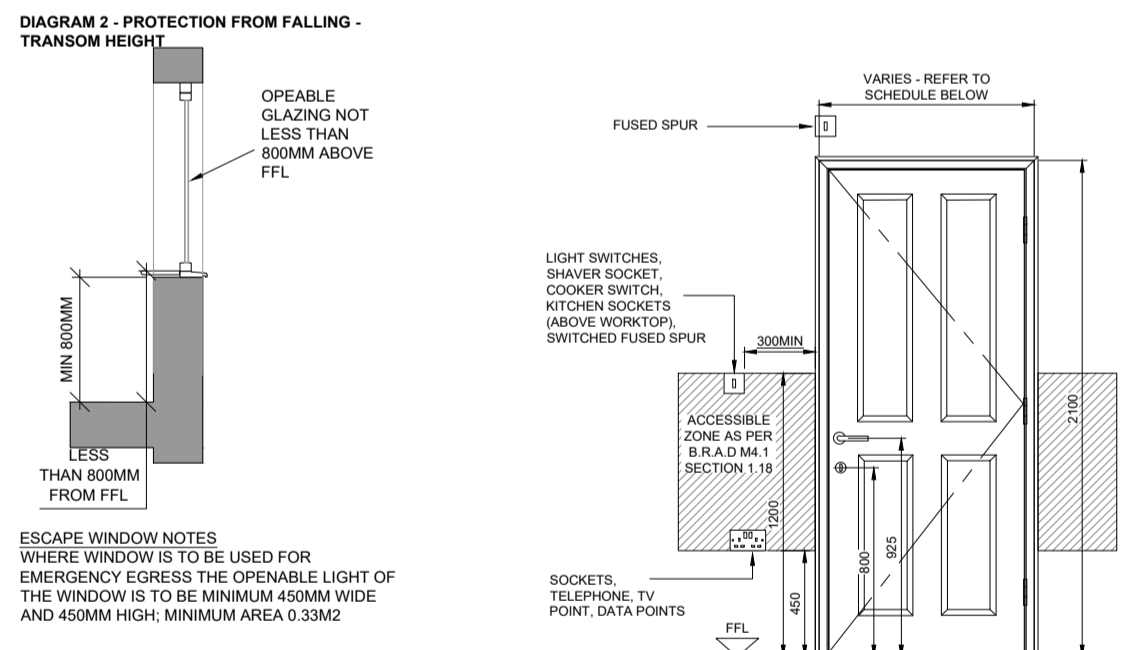 DIAGRAM 2 - PROTECTION FROM FALLING -
TRANSOM HEIGHT
OPEABLE
GLAZING NOT
LESS THAN
800MM ABOVE
FFL
MIN 800MM
LESS
THAN 800MM
FROM FFL
ESCAPE WINDOW NOTES
WHERE WINDOW IS TO BE USED FOR
EMERGENCY EGRESS THE OPENABLE LIGHT OF
THE WINDOW IS TO BE MINIMUM 450MM WIDE
AND 450MM HIGH; MINIMUM AREA 0.33M2
VARIES - REFER TO
SCHEDULE BELOW
FUSED SPUR
LIGHT SWITCHES,
SHAVER SOCKET,
COOKER SWITCH,
KITCHEN SOCKETS
(ABOVE WORKTOP),
SWITCHED FUSED SPUR
300MIN
ACCESSIBLE
ZONE AS PER
B.R.A.D M4.1
SECTION 1.18
1200
2100
800
925
450
SOCKETS,
TELEPHONE, TV
POINT, DATA POINTS
FFL